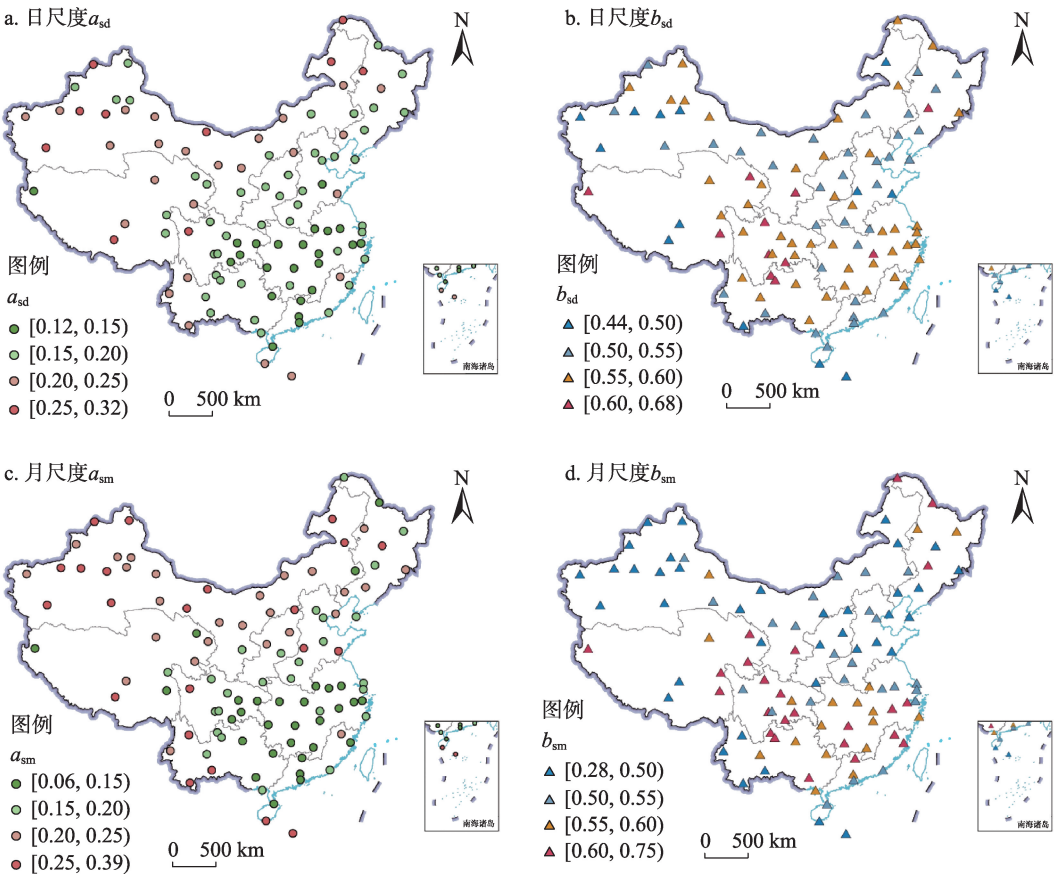 a. 日尺度asd
N
图例
asd
[0.12, 0.15)
[0.15, 0.20)
[0.20, 0.25)
[0.25, 0.32)
0 500 km
南海诸岛
b. 日尺度bsd
N
图例
bsd
[0.44, 0.50)
[0.50, 0.55)
[0.55, 0.60)
[0.60, 0.68)
0 500 km
南海诸岛
c. 月尺度asm
N
图例
asm
[0.06, 0.15)
[0.15, 0.20)
[0.20, 0.25)
[0.25, 0.39)
0 500 km
南海诸岛
d. 月尺度bsm
N
图例
bsm
[0.28, 0.50)
[0.50, 0.55)
[0.55, 0.60)
[0.60, 0.75)
0 500 km
南海诸岛